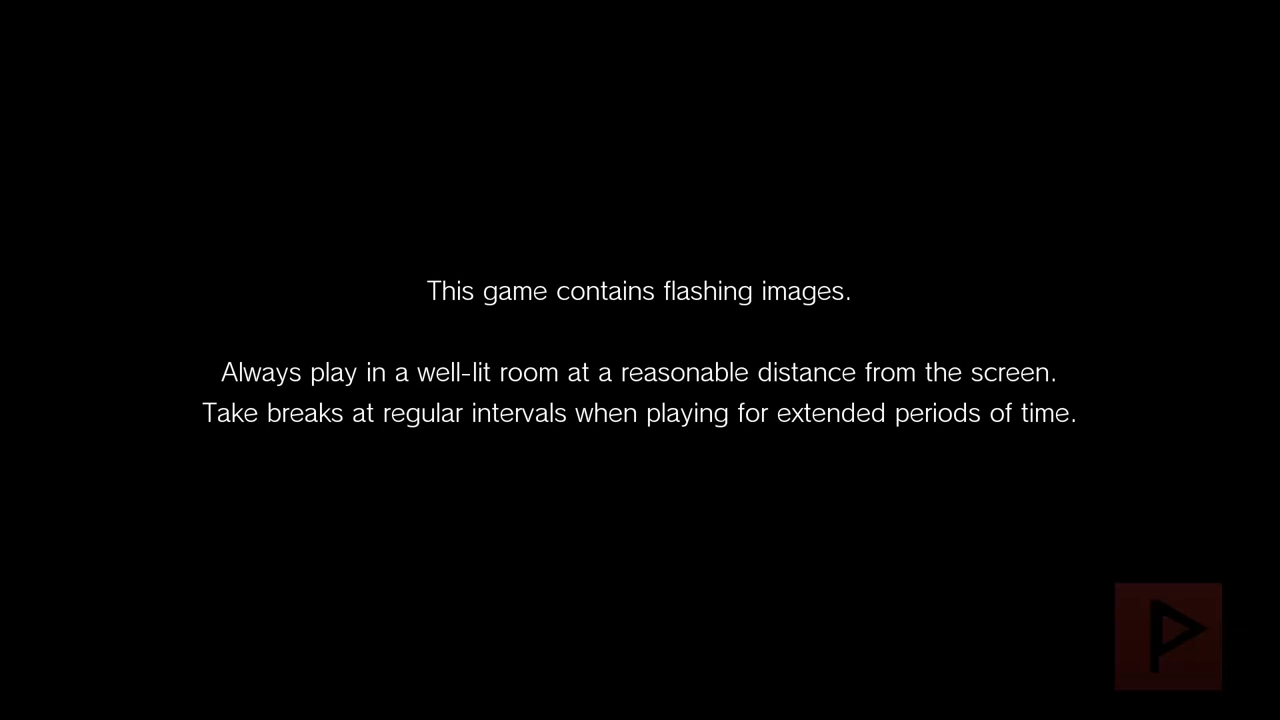 This game contains flashing images.
Always play in a well-lit room at a reasonable distance from the screen.
Take breaks at regular intervals when playing for extended periods of time.